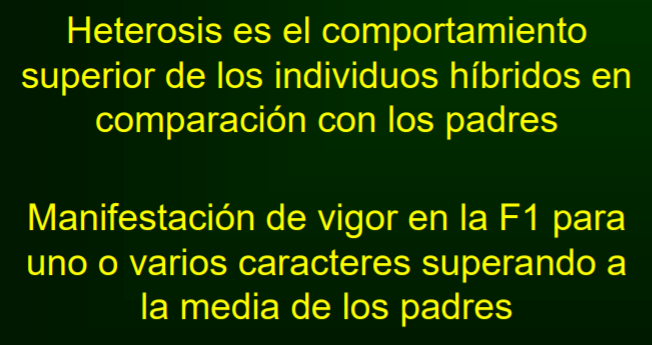 Heterosis es el comportamiento
superior de los individuos híbridos en
comparación con los padres
Manifestación de vigor en la F1 para
uno o varios caracteres superando a
la media de los padres